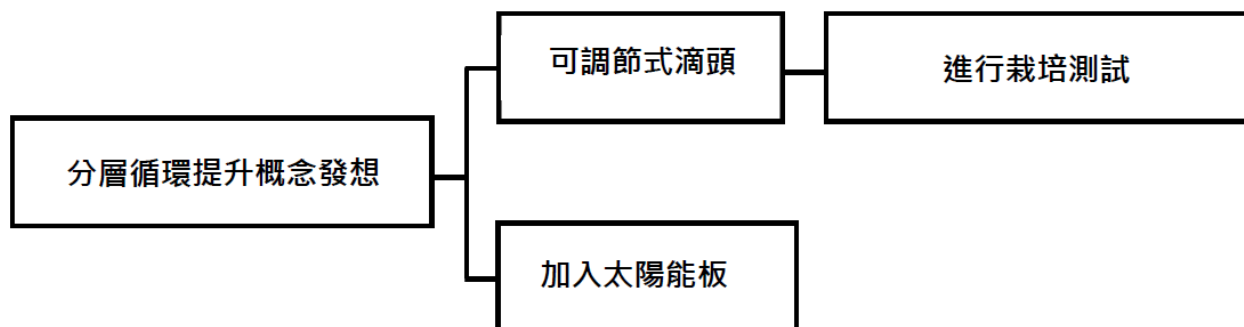 可調節式滴頭
進行栽培測試
分層循環提升概念發想
加入太陽能板